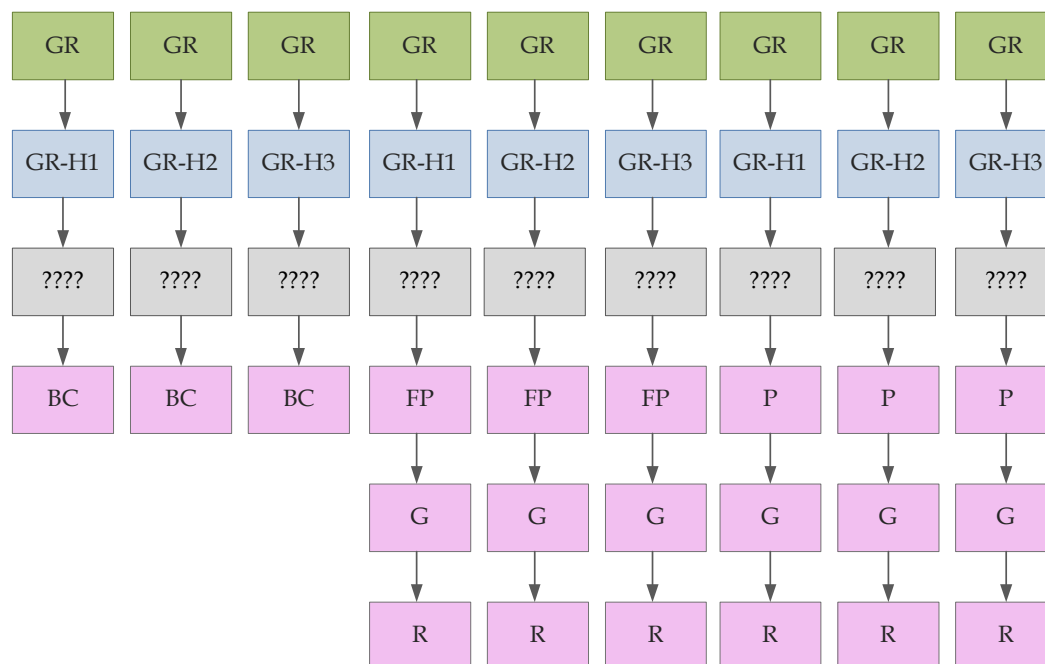 GR GR GR GR GR GR GR GR GR
GR-H1 GR-H2 GR-H3 GR-H1 GR-H2 GR-H3 GR-H1 GR-H2 GR-H3
???? ???? ???? ???? ???? ???? ???? ???? ????
BC BC BC FP FP FP P P P
G G G G G G
R R R R R R